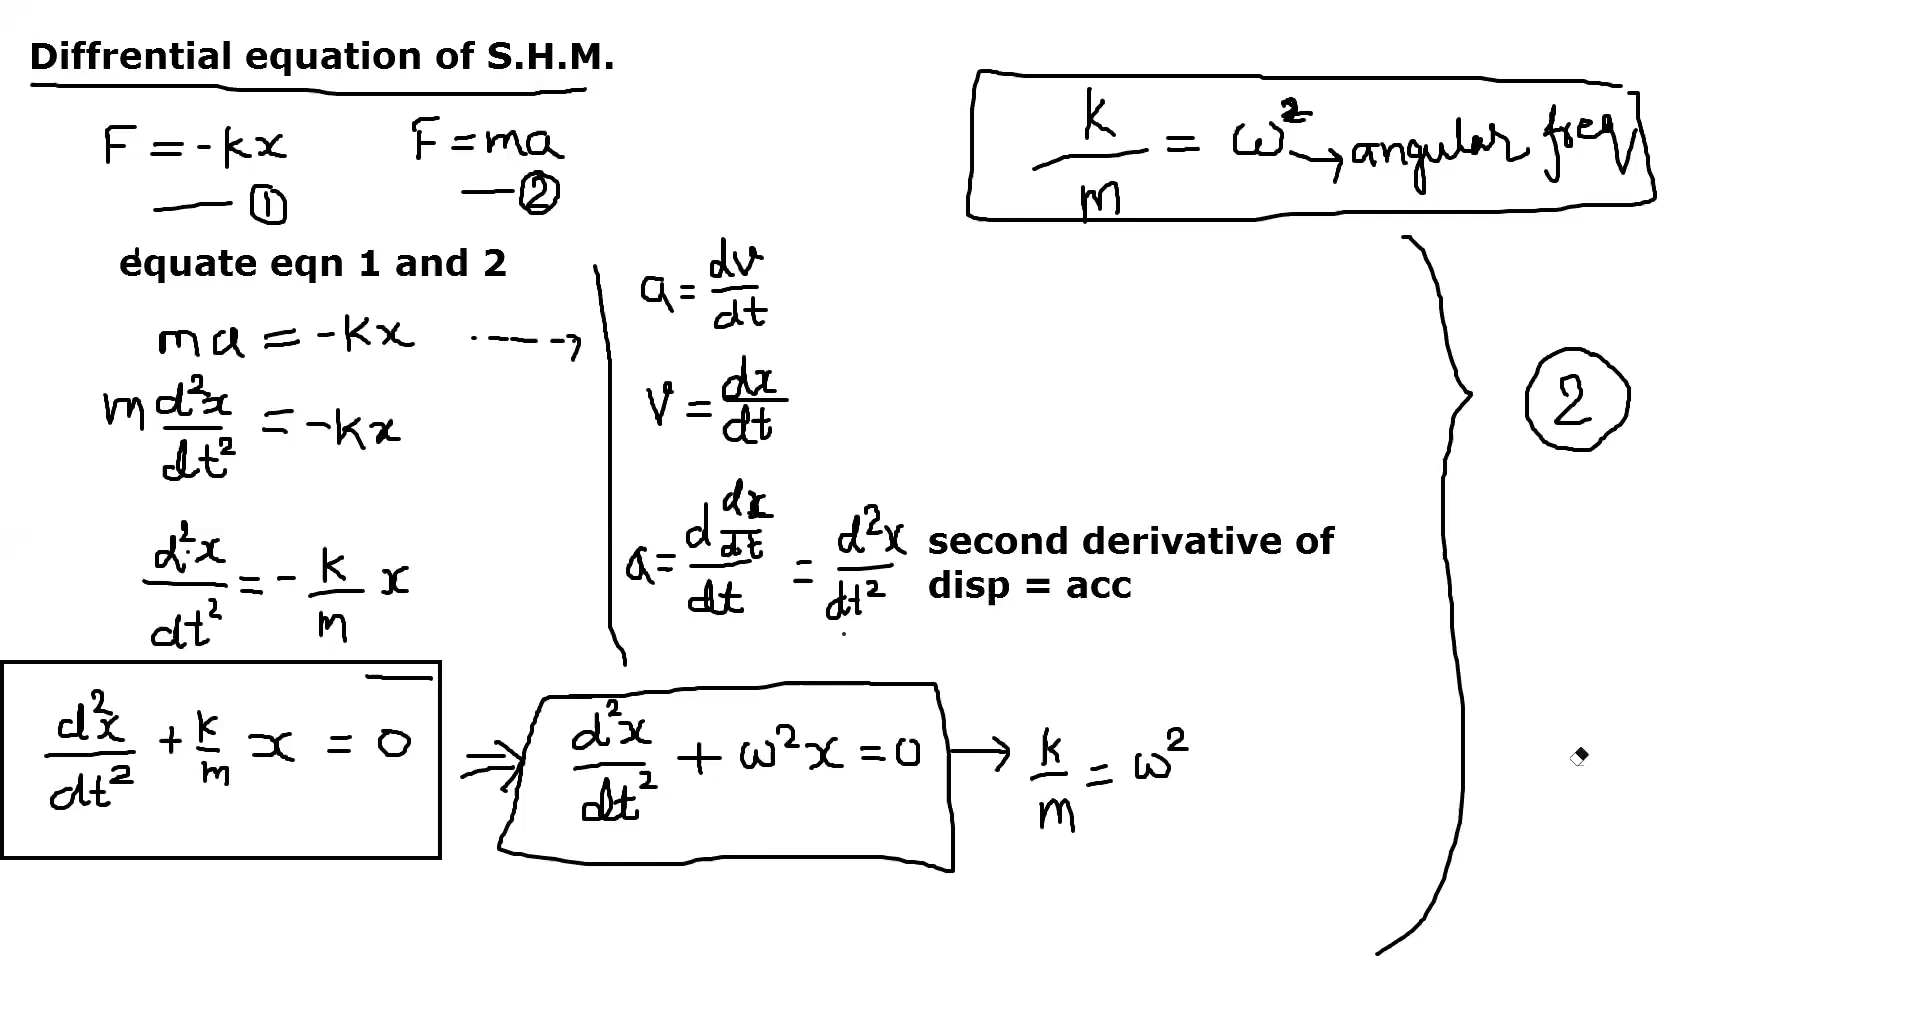 Diffrential equation of S.H.M.
F = -kx    F = ma
— ①    — ②
equate eqn 1 and 2
ma = -kx ---->
m d²x/dt² = -kx
d²x/dt² = - k/m x
d²x/dt² + k/m x = 0
a = dv/dt
v = dx/dt
a = d dx/dt / dt = d²x/dt² second derivative of
disp = acc
⇒ d²x/dt² + ω²x = 0 → k/m = ω²
k/m = ω² → angular freq
②